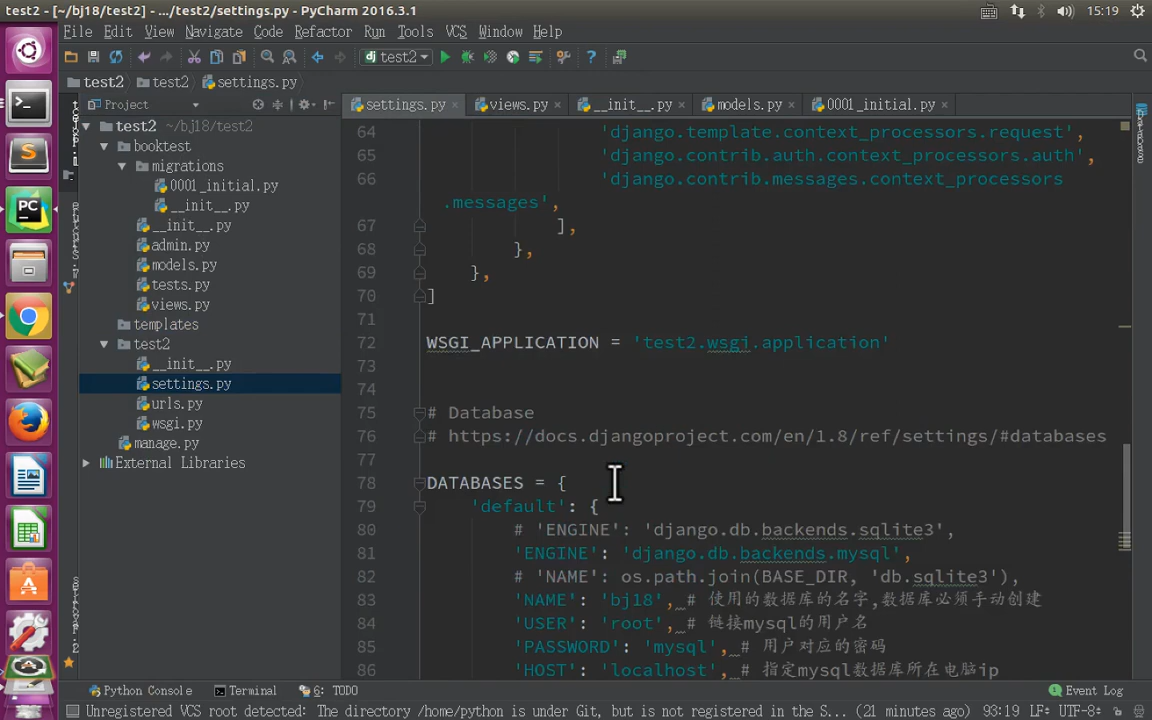 test2 - [~/bj18/test2] - .../test2/settings.py - PyCharm 2016.3.1
15:19
File Edit View Navigate Code Refactor Run Tools VCS Window Help
dj test2
test2 test2 settings.py
Project
settings.py views.py __init__.py models.py 0001_initial.py
test2 ~/bj18/test2
booktest
migrations
0001_initial.py
__init__.py
__init__.py
admin.py
models.py
tests.py
views.py
templates
test2
__init__.py
settings.py
urls.py
wsgi.py
manage.py
External Libraries
64 'django.template.context_processors.request',
65 'django.contrib.auth.context_processors.auth',
66 'django.contrib.messages.context_processors
.messages',
67 ],
68 },
69 },
70 ]
71
72 WSGI_APPLICATION = 'test2.wsgi.application'
73
74
75 # Database
76 # https://docs.djangoproject.com/en/1.8/ref/settings/#databases
77
78 DATABASES = {
79 'default': {
80 # 'ENGINE': 'django.db.backends.sqlite3',
81 'ENGINE': 'django.db.backends.mysql',
82 # 'NAME': os.path.join(BASE_DIR, 'db.sqlite3'),
83 'NAME': 'bj18', # 使用的数据库的名字,数据库必须手动创建
84 'USER': 'root', # 链接mysql的用户名
85 'PASSWORD': 'mysql', # 用户对应的密码
86 'HOST': 'localhost', # 指定mysql数据库所在电脑ip
Python Console Terminal 6: TODO Event Log
Unregistered VCS root detected: The directory /home/python is under Git, but is not registered in the S... (21 minutes ago) 93:19 LF÷ UTF-8÷